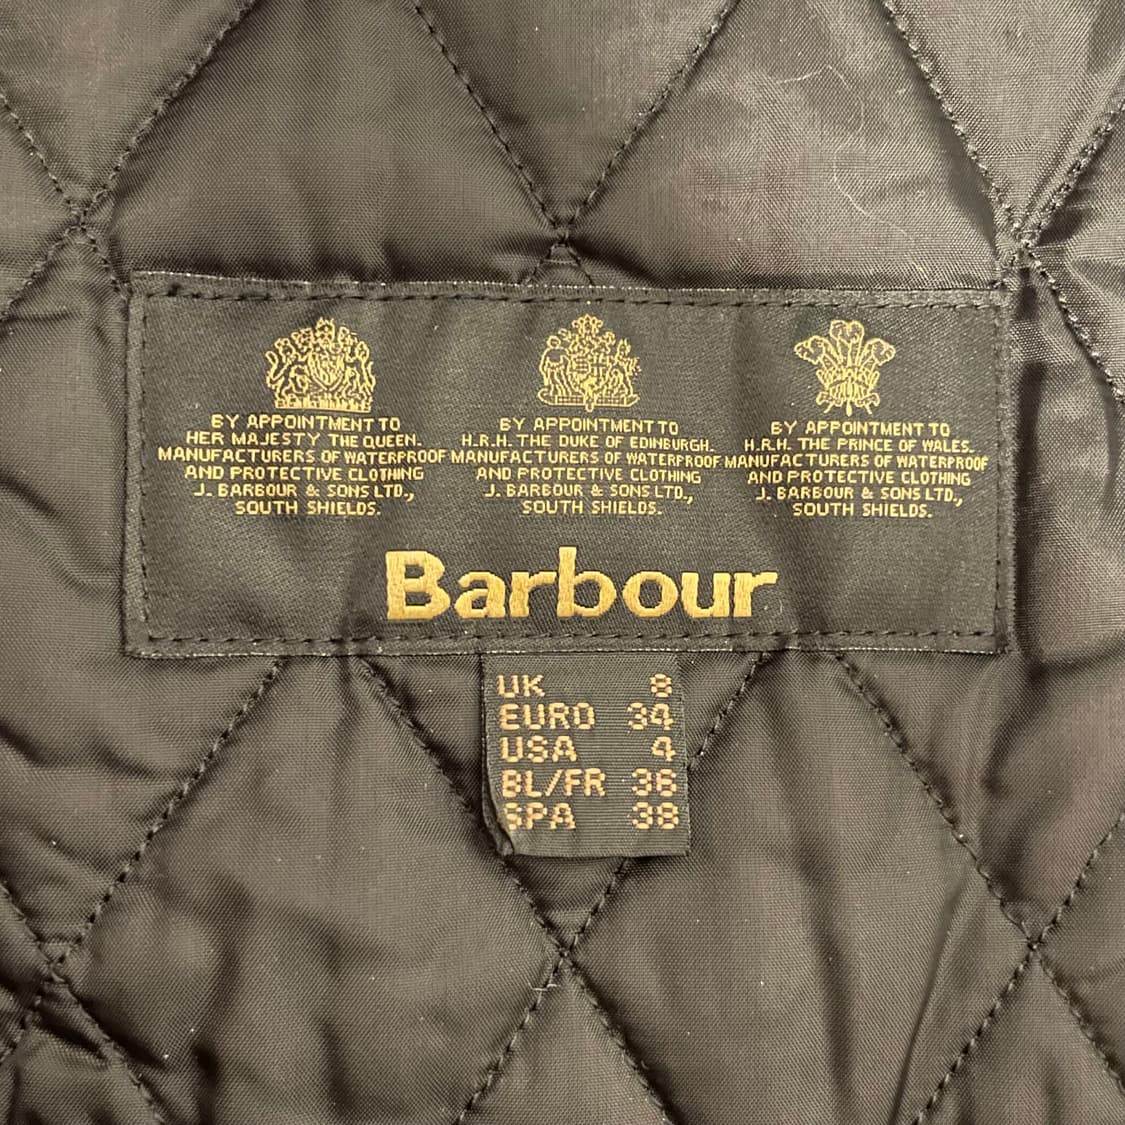 BY APPOINTMENT TO
HER MAJESTY THE QUEEN.
MANUFACTURERS OF WATERPROOF
AND PROTECTIVE CLOTHING
J. BARBOUR & SONS LTD.,
SOUTH SHIELDS.
BY APPOINTMENT TO
H.R.H. THE DUKE OF EDINBURGH.
MANUFACTURERS OF WATERPROOF
AND PROTECTIVE CLOTHING
J. BARBOUR & SONS LTD.,
SOUTH SHIELDS.
BY APPOINTMENT TO
H.R.H. THE PRINCE OF WALES.
MANUFACTURERS OF WATERPROOF
AND PROTECTIVE CLOTHING
J. BARBOUR & SONS LTD.,
SOUTH SHIELDS.
Barbour
UK 8
EURO 34
USA 4
BL/FR 36
SPA 38